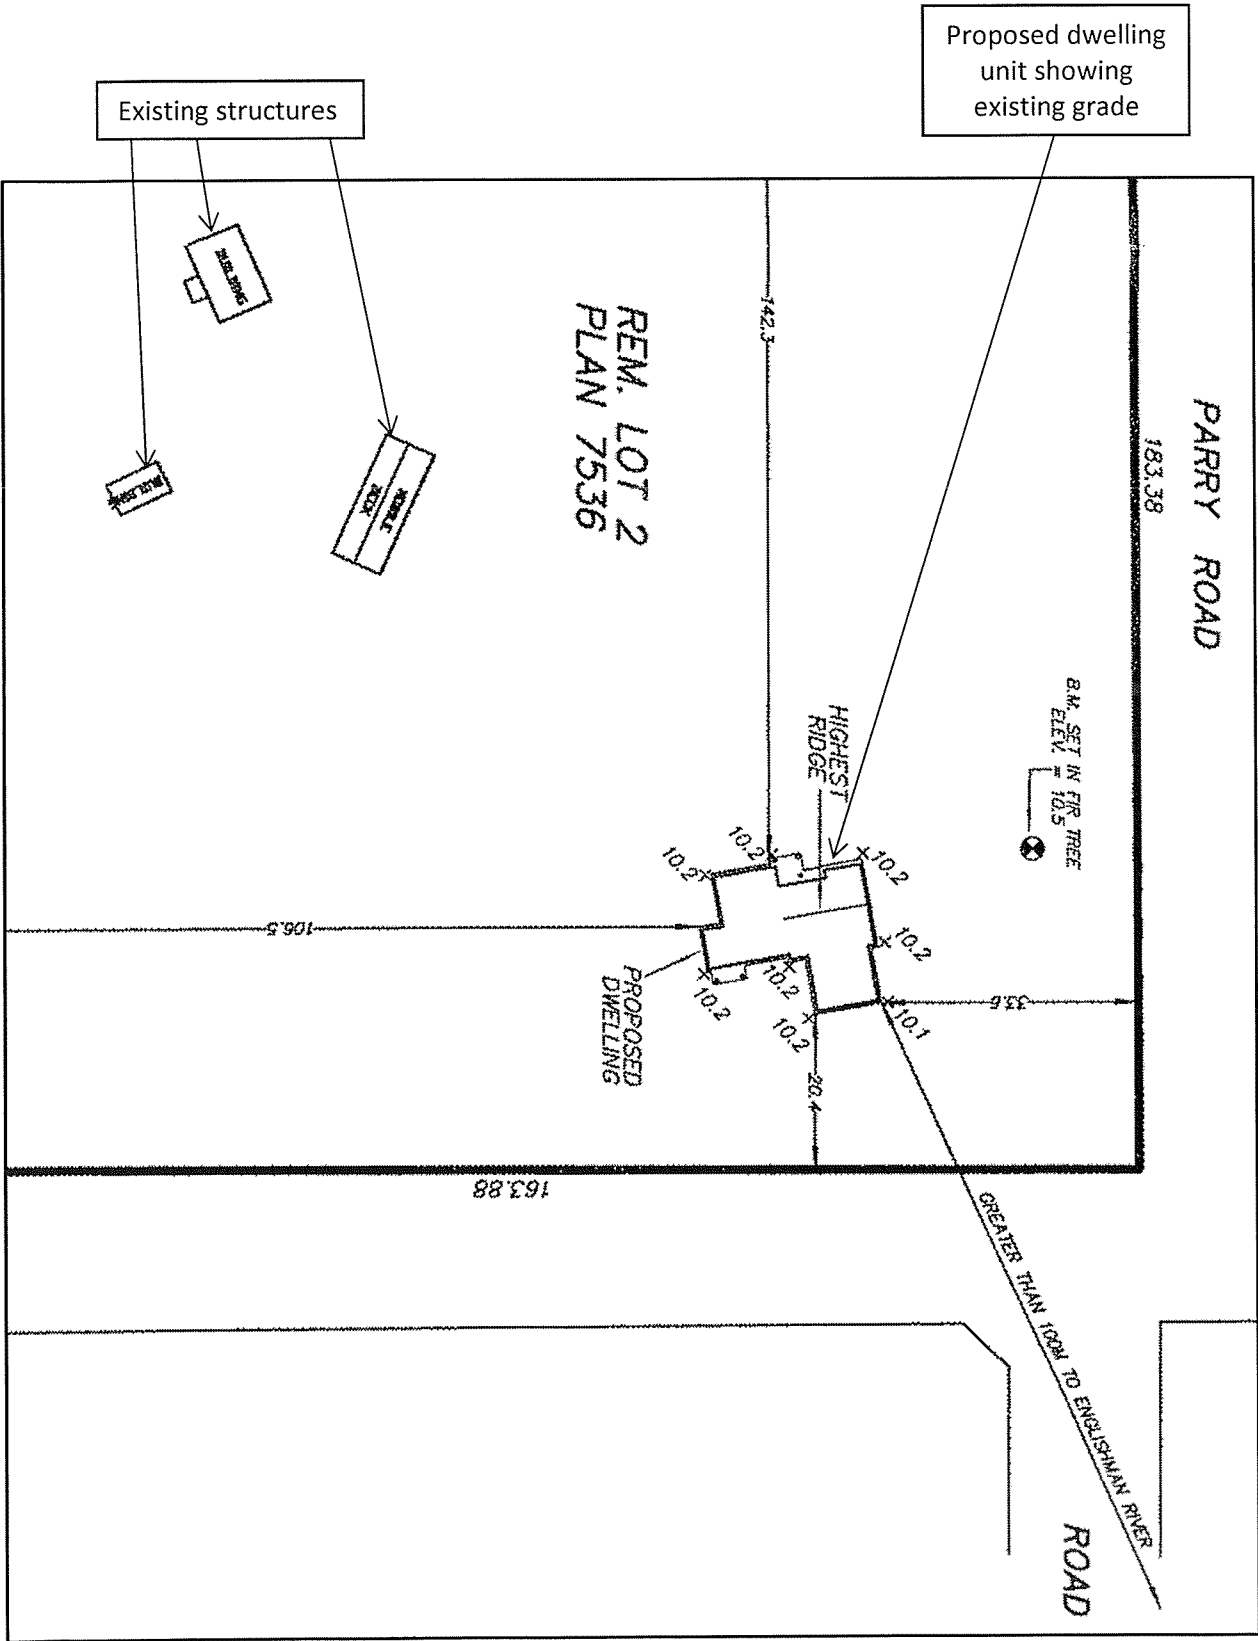 Proposed dwelling
unit showing
existing grade
Existing structures
PARRY ROAD
183.38
REM. LOT 2
PLAN 7536
BUILDING
BUILDING
MOBILE
DECK
142.3
B.M. SET IN FIR TREE
ELEV. = 10.5
HIGHEST
RIDGE
10.2
10.2
10.2
10.2
10.1
10.2
10.2
10.2
106.5
33.6
20.4
PROPOSED
DWELLING
163.88
GREATER THAN 100M TO ENGLISHMAN RIVER
ROAD